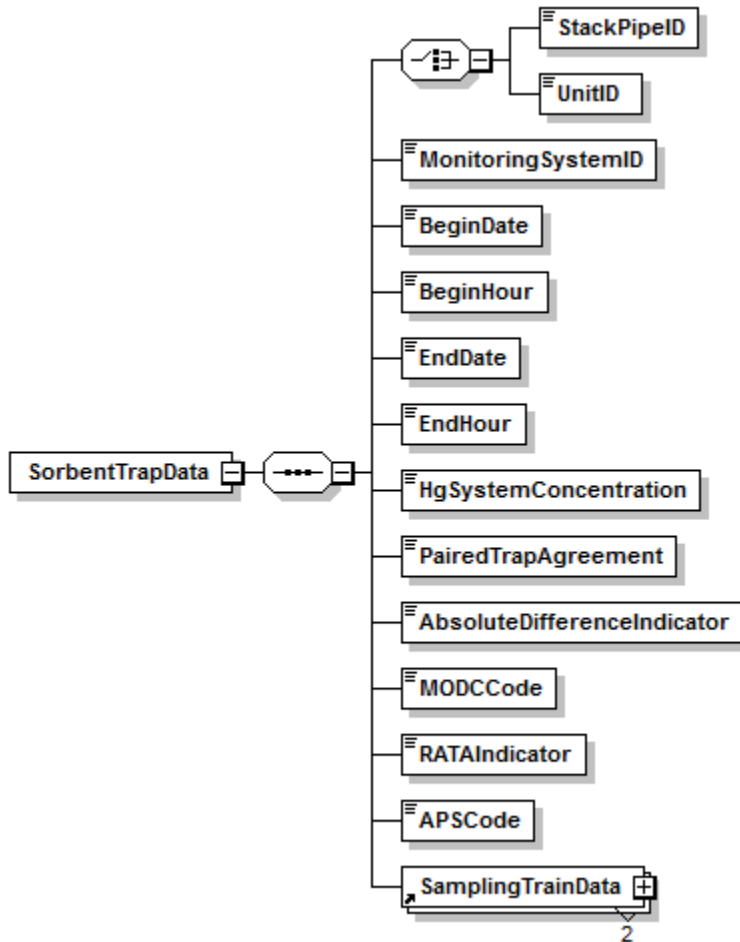 StackPipeID
UnitID
MonitoringSystemID
BeginDate
BeginHour
EndDate
EndHour
SorbentTrapData
HgSystemConcentration
PairedTrapAgreement
AbsoluteDifferenceIndicator
MODCCode
RATAIndicator
APSCode
SamplingTrainData
2